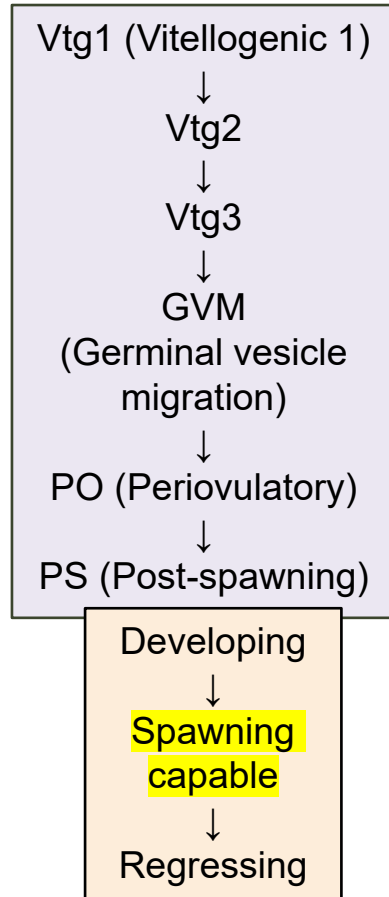 Vtg1 (Vitellogenic 1)
↓
Vtg2
↓
Vtg3
↓
GVM
(Germinal vesicle
migration)
↓
PO (Periovulatory)
↓
PS (Post-spawning)
Developing
↓
Spawning
capable
↓
Regressing